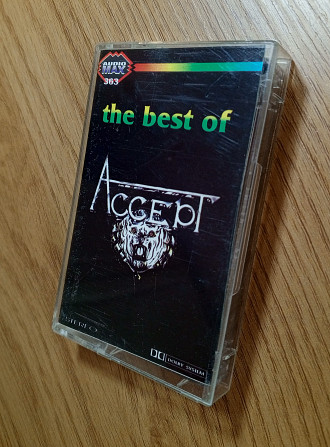 AUDIO
MAX
363
the best of
ACCEPT
STEREO
DOLBY SYSTEM